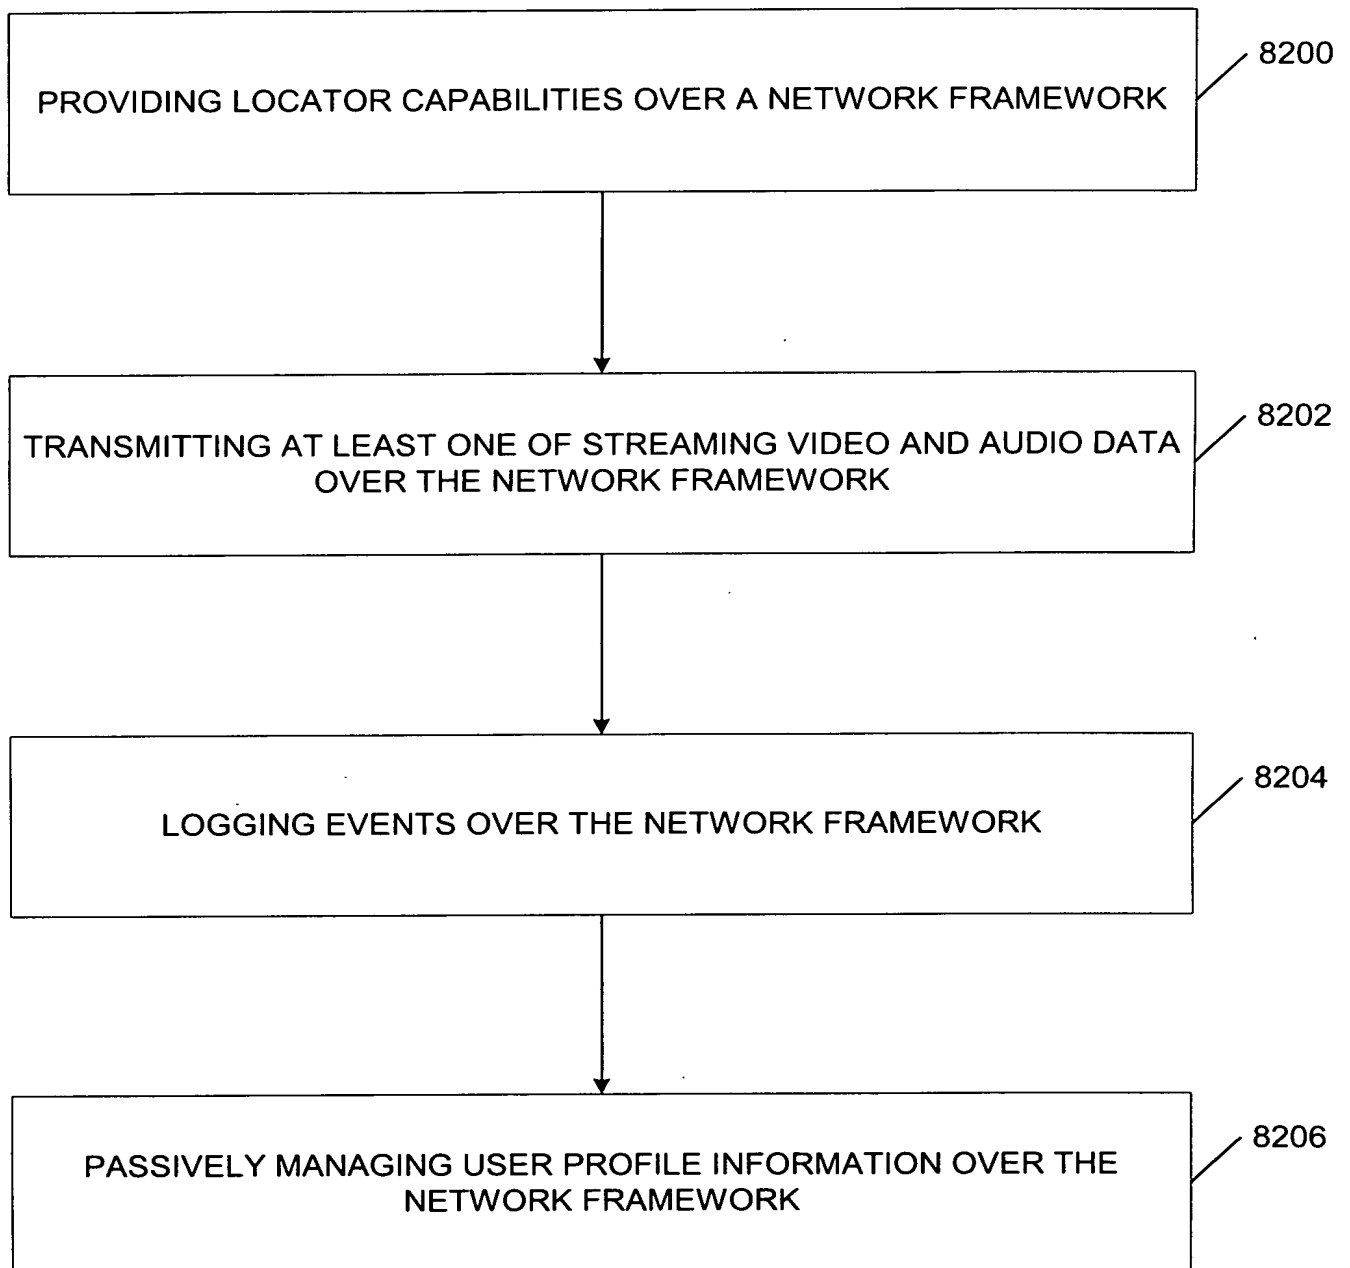 8200
PROVIDING LOCATOR CAPABILITIES OVER A NETWORK FRAMEWORK
8202
TRANSMITTING AT LEAST ONE OF STREAMING VIDEO AND AUDIO DATA
OVER THE NETWORK FRAMEWORK
8204
LOGGING EVENTS OVER THE NETWORK FRAMEWORK
8206
PASSIVELY MANAGING USER PROFILE INFORMATION OVER THE
NETWORK FRAMEWORK